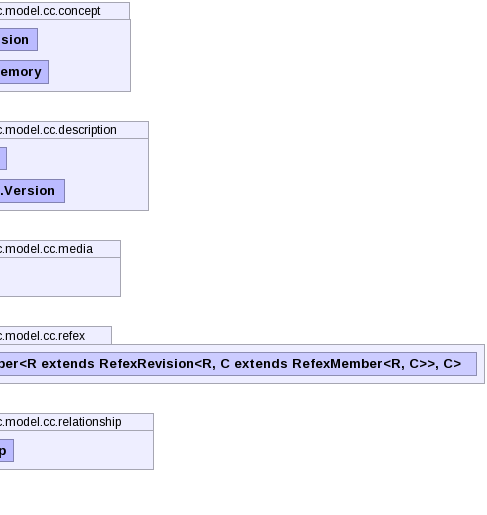 c.model.cc.concept
sion
emory
c.model.cc.description
.Version
c.model.cc.media
c.model.cc.refex
ber<R extends RefexRevision<R, C extends RefexMember<R, C>>, C>
c.model.cc.relationship
p